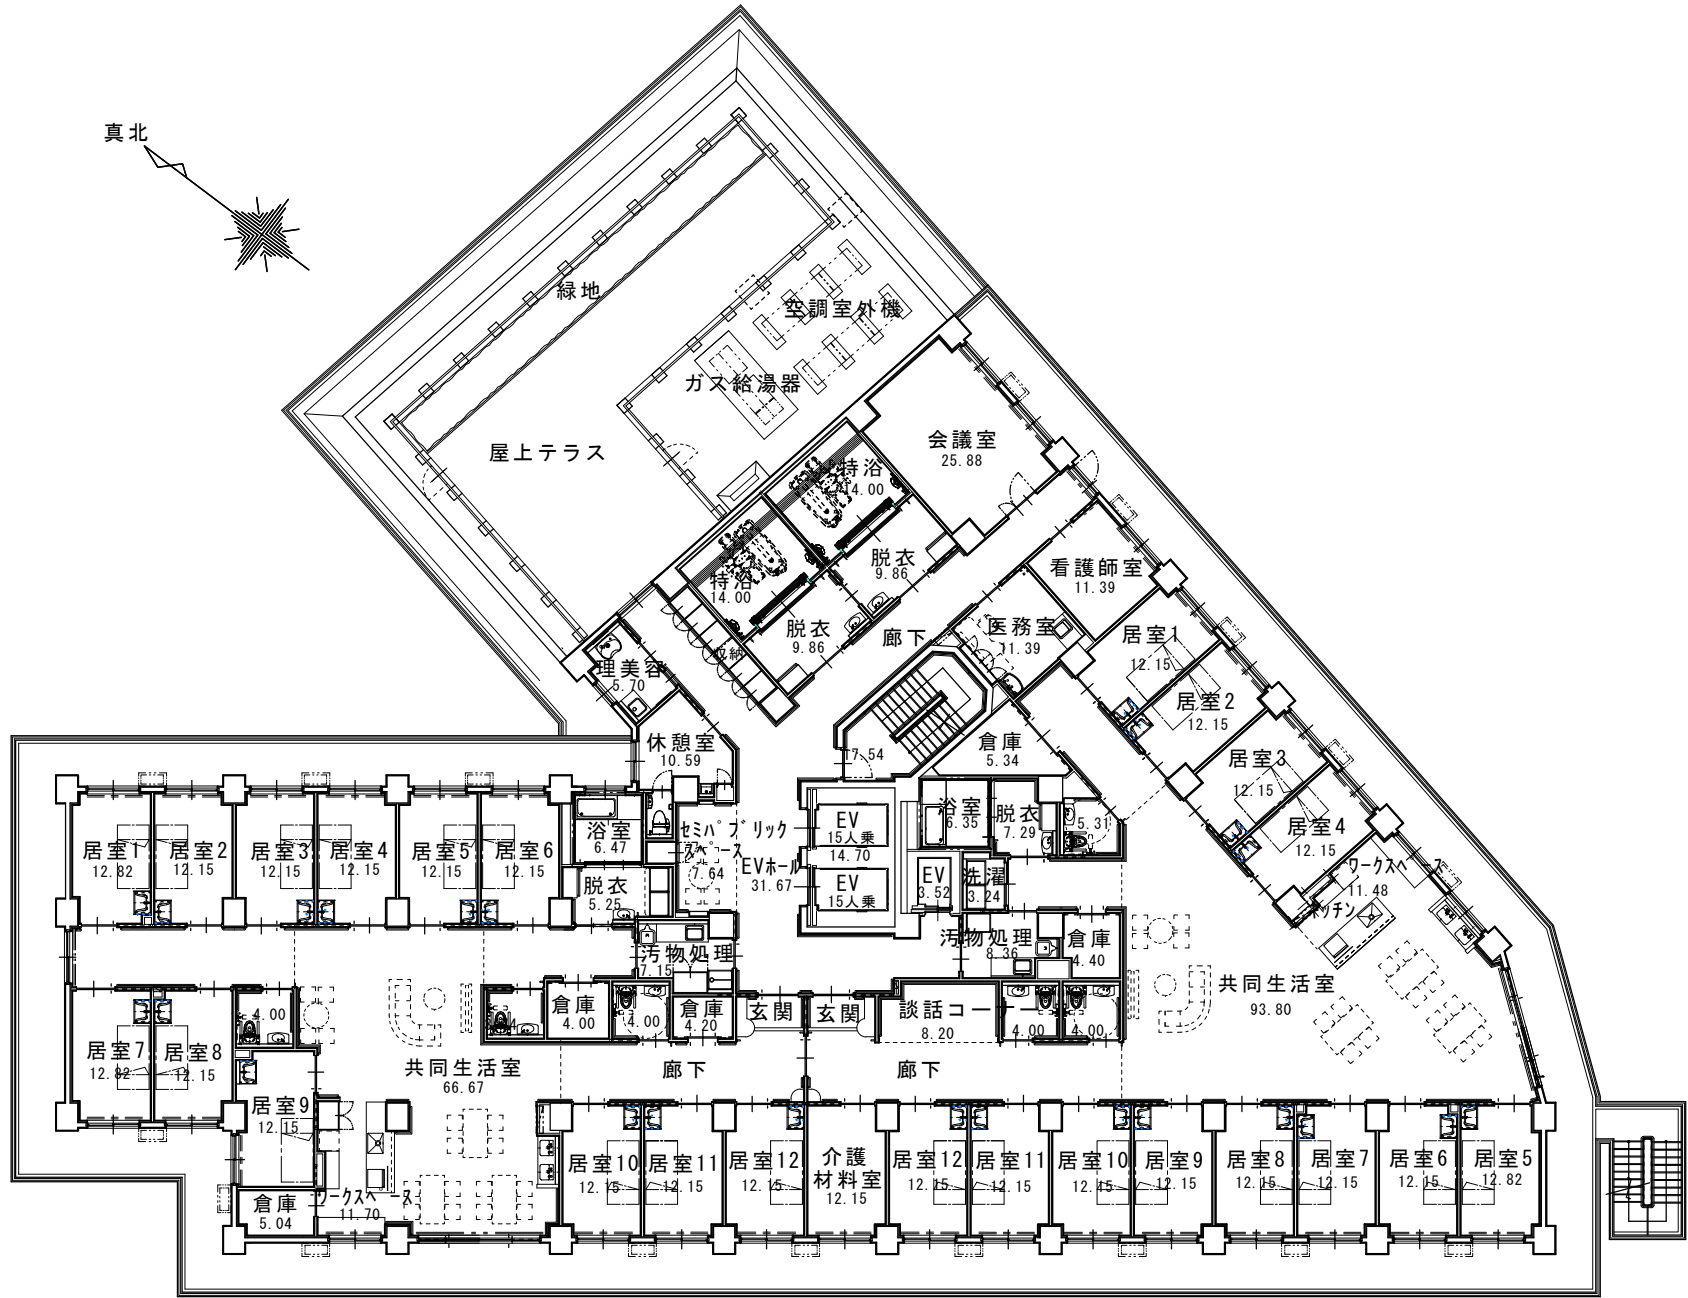 真北
緑地
空調室外機
ガス給湯器
屋上テラス
会議室
25.88
特浴
14.00
脱衣
9.86
特浴
14.00
脱衣
9.86
看護師室
11.39
医務室
11.39
廊下
収納
理美容
5.70
休憩室
10.59
17.54
倉庫
5.34
居室1
12.15
居室2
12.15
居室3
12.15
居室4
12.15
ワークスペース
11.48
キッチン
居室1
12.82
居室2
12.15
居室3
12.15
居室4
12.15
居室5
12.15
居室6
12.15
浴室
6.47
脱衣
5.25
セミパブリック
スペース
7.64
EVホール
31.67
EV
15人乗
14.70
EV
15人乗
EV
3.52
浴室
6.35
脱衣
7.29
5.31
洗濯
3.24
汚物処理
7.15
汚物処理
8.36
倉庫
4.40
4.00
倉庫
4.00
4.00
倉庫
4.20
玄関
玄関
談話コーナー
8.20
4.00
4.00
共同生活室
93.80
居室7
12.82
居室8
12.15
共同生活室
66.67
廊下
廊下
居室9
12.15
倉庫
5.04
ワークスペース
11.70
居室10
12.15
居室11
12.15
居室12
12.15
介護
材料室
12.15
居室12
12.15
居室11
12.15
居室10
12.15
居室9
12.15
居室8
12.15
居室7
12.15
居室6
12.15
居室5
12.82